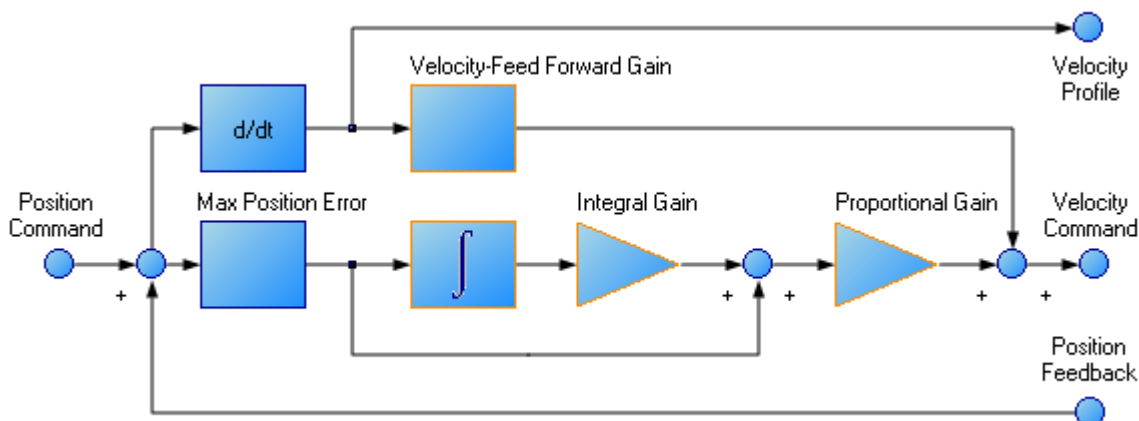 Velocity
Profile
Velocity-Feed Forward Gain
d/dt
Position
Command
Max Position Error
Integral Gain
Proportional Gain
Velocity
Command
∫
+
+
+
+
+
Position
Feedback